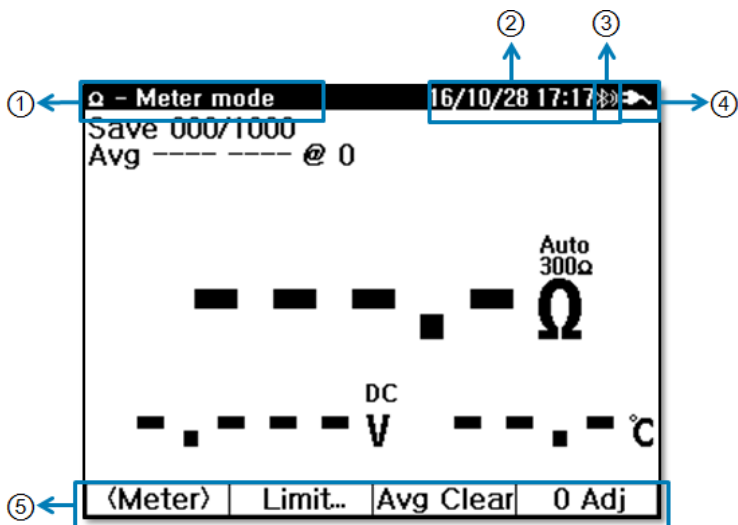 ② ③
① Ω – Meter mode 16/10/28 17:17 ④
Save 000/1000
Avg ---- ---- @ 0
Auto
300Ω
– – – . – Ω
DC
– . – – – V – – . – ℃
⑤ ⟨Meter⟩ Limit… Avg Clear 0 Adj